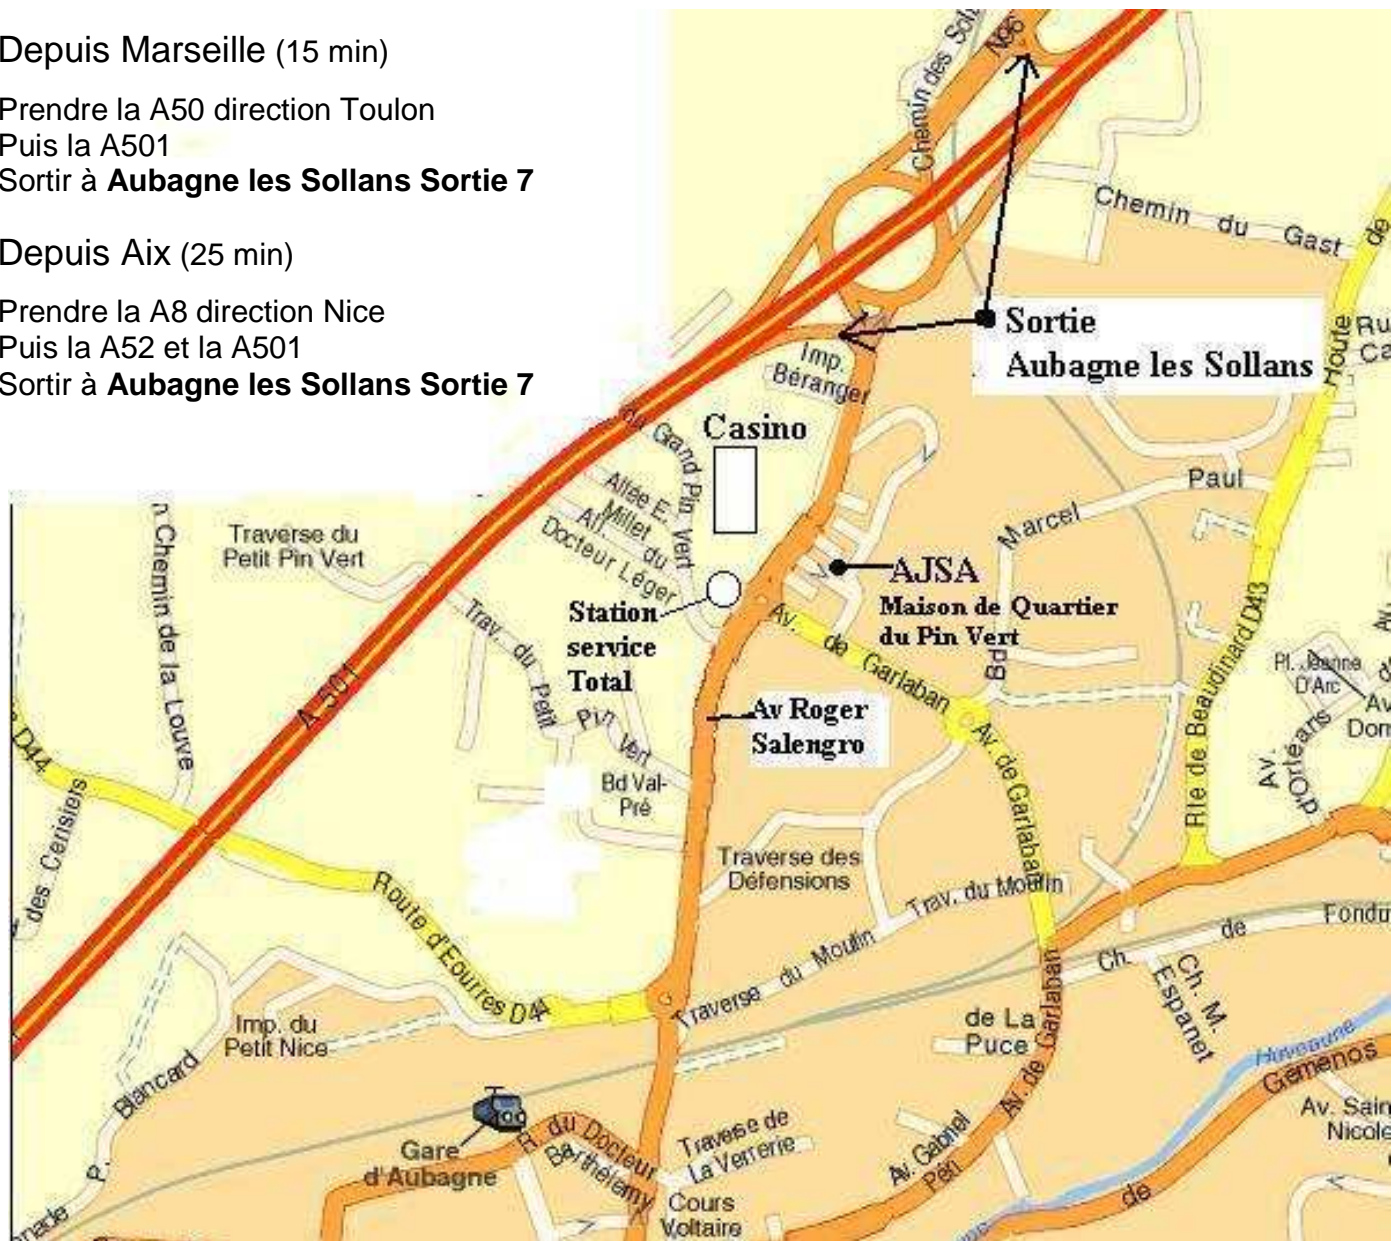 Depuis Marseille (15 min)
Prendre la A50 direction Toulon
Puis la A501
Sortir à Aubagne les Sollans Sortie 7
Depuis Aix (25 min)
Prendre la A8 direction Nice
Puis la A52 et la A501
Sortir à Aubagne les Sollans Sortie 7
N96
Chemin des
Chemin du Gast
Sortie
Aubagne les Sollans
Imp.
Béranger
Casino
du Grand Pin Vert
Allée E.
Millet
All. du
Docteur Léger
Traverse du
Petit Pin Vert
Chemin de la Louve
Trav. du Petit
Pin Vert
Station
service
Total
AJSA
Maison de Quartier
du Pin Vert
Marcel
Paul
Bd
Av. de Garlaban
Rte de Beaudinard D43
Pl. Jeanne
D'Arc
Av.
D'Orléans
A 501
D44
des Cerisiers
Av Roger
Salengro
Bd Val-
Pré
Av. de Garlaban
Traverse des
Défensions
Trav. du Moulin
Route d'Eoures D44
Traverse du Moulin
Ch. de
Ch. M.
Espanet
Imp. du
Petit Nice
de La
Puce
Av. de Garlaban
Huveaune
Gémenos
de
Blancard
P.
Gare
d'Aubagne
R. du Docteur
Barthélemy
Traverse de
La Verrerie
Av. Gabriel
Péri
Cours
Voltaire